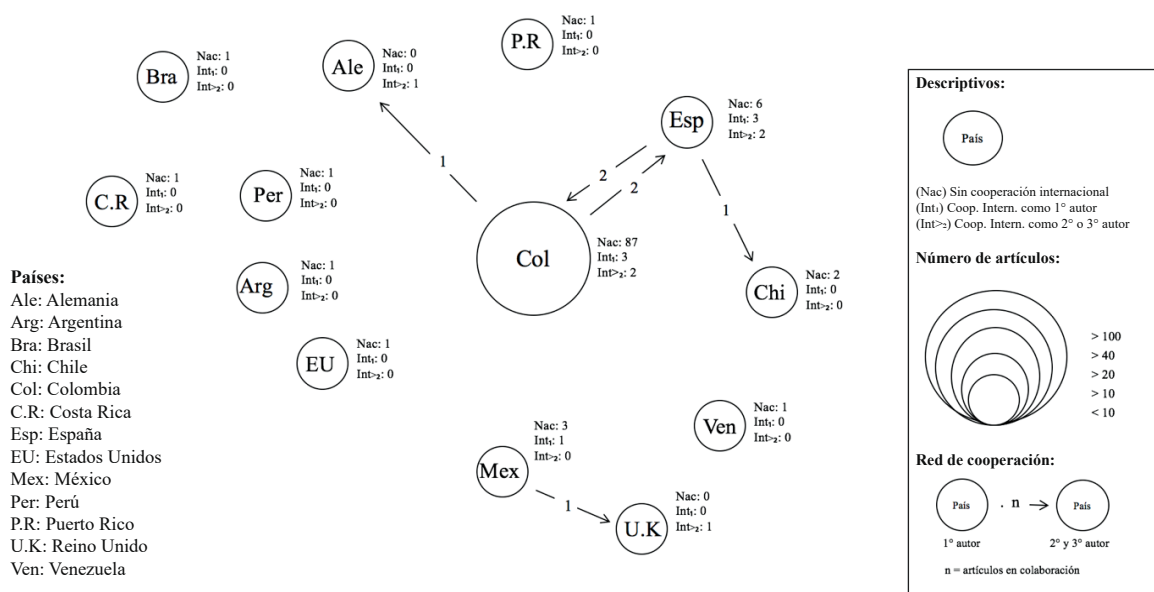 Bra
Nac: 1
Int₁: 0
Int>₂: 0
Ale
Nac: 0
Int₁: 0
Int>₂: 1
P.R
Nac: 1
Int₁: 0
Int>₂: 0
Esp
Nac: 6
Int₁: 3
Int>₂: 2
1
2
2
1
C.R
Nac: 1
Int₁: 0
Int>₂: 0
Per
Nac: 1
Int₁: 0
Int>₂: 0
Col
Nac: 87
Int₁: 3
Int>₂: 2
Arg
Nac: 1
Int₁: 0
Int>₂: 0
Chi
Nac: 2
Int₁: 0
Int>₂: 0
EU
Nac: 1
Int₁: 0
Int>₂: 0
Ven
Nac: 1
Int₁: 0
Int>₂: 0
Mex
Nac: 3
Int₁: 1
Int>₂: 0
1
U.K
Nac: 0
Int₁: 0
Int>₂: 1
Países:
Ale: Alemania
Arg: Argentina
Bra: Brasil
Chi: Chile
Col: Colombia
C.R: Costa Rica
Esp: España
EU: Estados Unidos
Mex: México
Per: Perú
P.R: Puerto Rico
U.K: Reino Unido
Ven: Venezuela
Descriptivos:
País
(Nac) Sin cooperación internacional
(Int₁) Coop. Intern. como 1° autor
(Int>₂) Coop. Intern. como 2° o 3° autor
Número de artículos:
> 100
> 40
> 20
> 10
< 10
Red de cooperación:
País . n País
1° autor 2° y 3° autor
n = artículos en colaboración